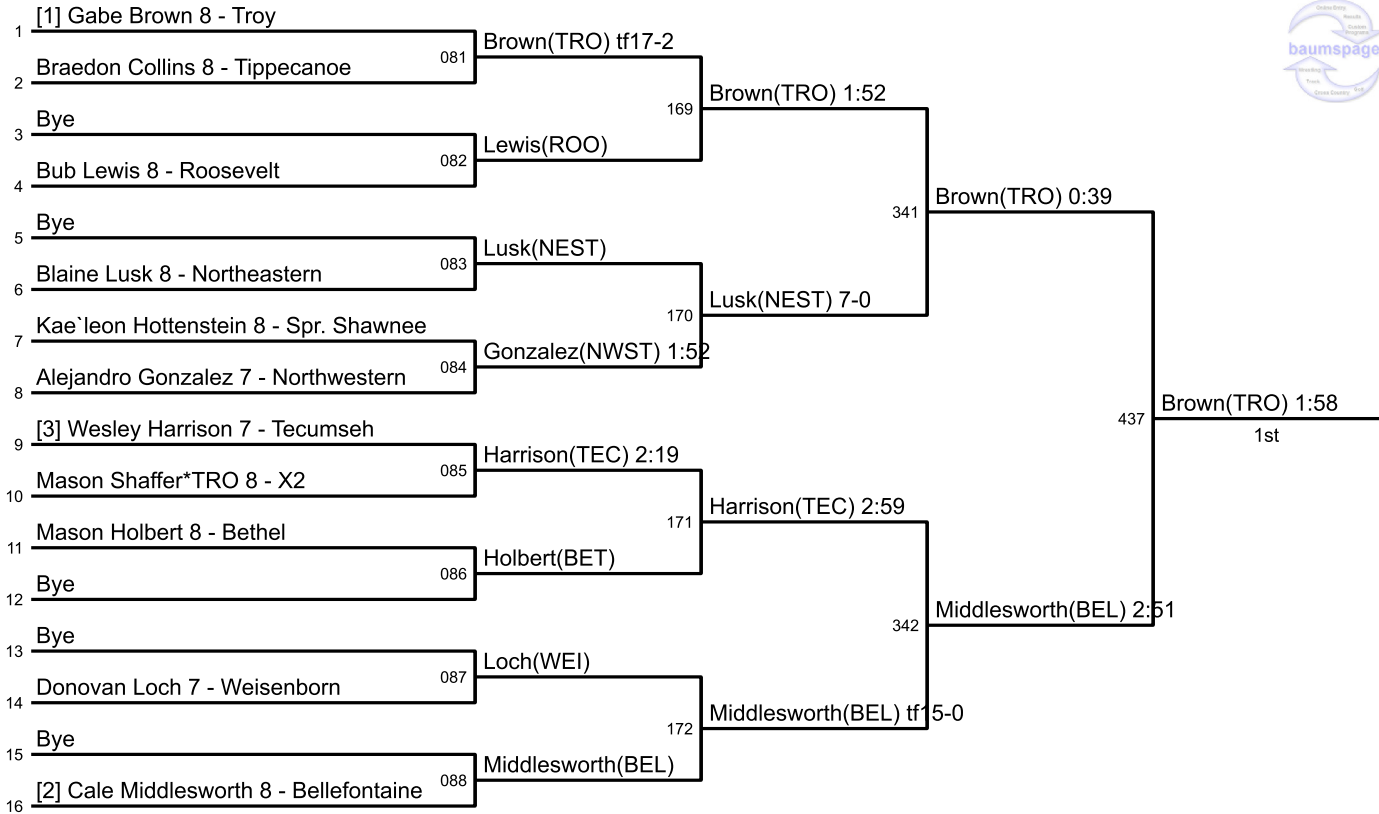 [1] Gabe Brown 8 - Troy
1
Braedon Collins 8 - Tippecanoe
2
081
Brown(TRO) tf17-2
Bye
3
Bub Lewis 8 - Roosevelt
4
082
Lewis(ROO)
169
Brown(TRO) 1:52
Bye
5
Blaine Lusk 8 - Northeastern
6
083
Lusk(NEST)
Kae`leon Hottenstein 8 - Spr. Shawnee
7
Alejandro Gonzalez 7 - Northwestern
8
084
Gonzalez(NWST) 1:52
170
Lusk(NEST) 7-0
341
Brown(TRO) 0:39
[3] Wesley Harrison 7 - Tecumseh
9
Mason Shaffer*TRO 8 - X2
10
085
Harrison(TEC) 2:19
Mason Holbert 8 - Bethel
11
Bye
12
086
Holbert(BET)
171
Harrison(TEC) 2:59
Bye
13
Donovan Loch 7 - Weisenborn
14
087
Loch(WEI)
Bye
15
[2] Cale Middlesworth 8 - Bellefontaine
16
088
Middlesworth(BEL)
172
Middlesworth(BEL) tf15-0
342
Middlesworth(BEL) 2:51
437
Brown(TRO) 1:58
1st
Online Entry
Results
baumspage
Track
Cross Country